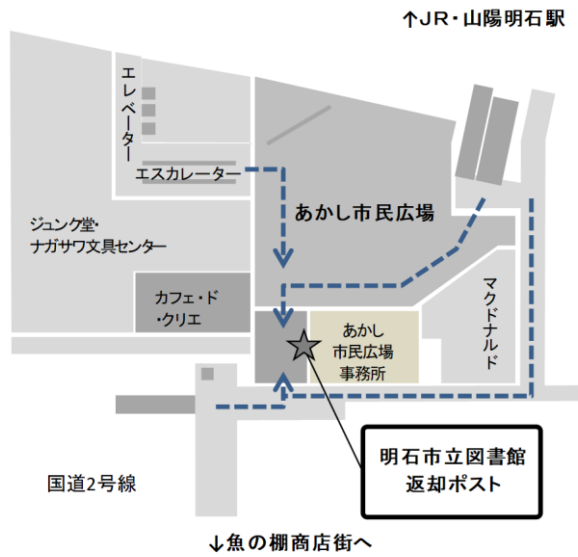 ↑JR・山陽明石駅
エレベーター
エスカレーター
あかし市民広場
ジュンク堂・
ナガサワ文具センター
カフェ・ド
・クリエ
あかし
市民広場
事務所
マクドナルド
明石市立図書館
返却ポスト
国道2号線
↓魚の棚商店街へ